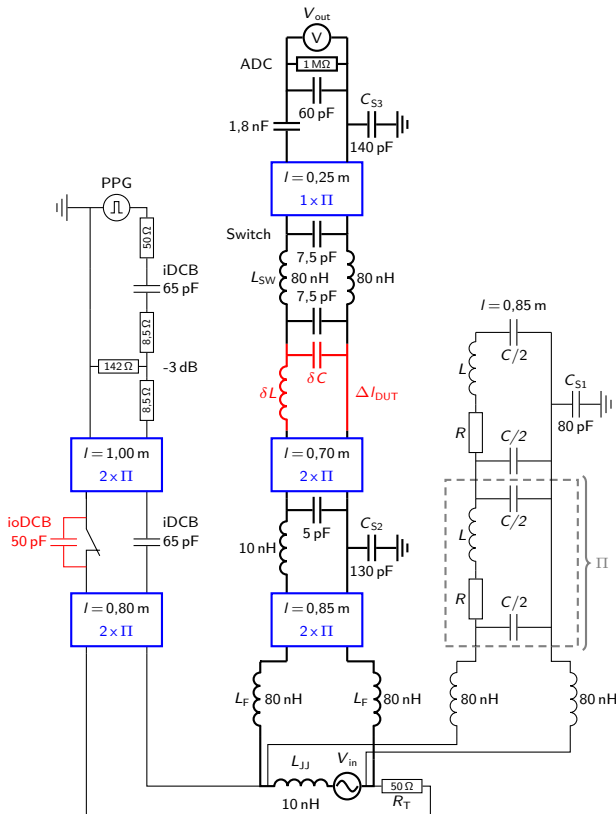 V_out
V
ADC
1 MΩ
60 pF
C_S3
1,8 nF
140 pF
l = 0,25 m
1 x Π
PPG
50 Ω
iDCB
65 pF
8,5 Ω
142 Ω
-3 dB
8,5 Ω
l = 1,00 m
2 x Π
ioDCB
50 pF
iDCB
65 pF
l = 0,80 m
2 x Π
Switch
7,5 pF
L_SW
80 nH
80 nH
7,5 pF
δC
δL
Δl_DUT
l = 0,70 m
2 x Π
5 pF
C_S2
10 nH
130 pF
l = 0,85 m
2 x Π
L_F
80 nH
L_F
80 nH
L_JJ
V_in
10 nH
50 Ω
R_T
l = 0,85 m
C/2
L
C_S1
80 pF
R
C/2
C/2
L
Π
R
C/2
80 nH
80 nH